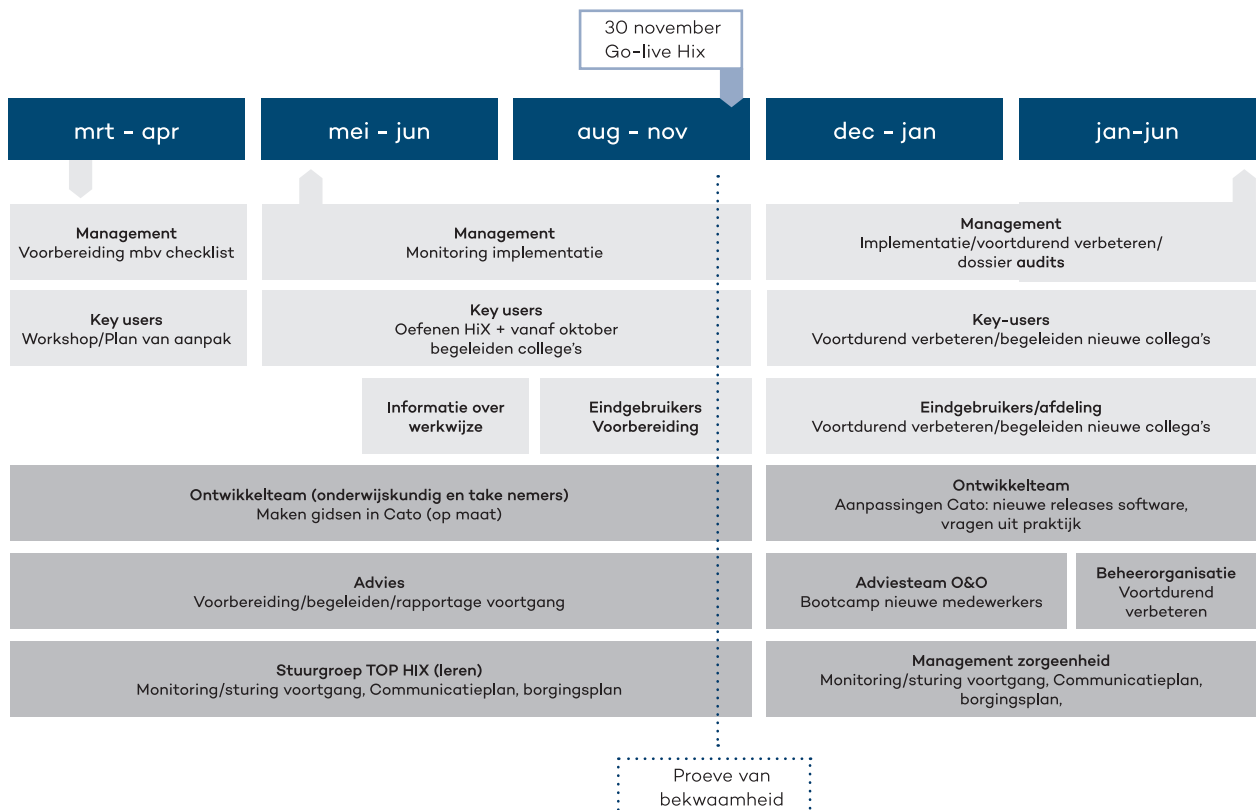 30 november
Go-live Hix
mrt - apr
mei - jun
aug - nov
dec - jan
jan-jun
Management
Voorbereiding mbv checklist
Management
Monitoring implementatie
Management
Implementatie/voortdurend verbeteren/
dossier audits
Key users
Workshop/Plan van aanpak
Key users
Oefenen HiX + vanaf oktober
begeleiden college's
Key-users
Voortdurend verbeteren/begeleiden nieuwe collega's
Informatie over
werkwijze
Eindgebruikers
Voorbereiding
Eindgebruikers/afdeling
Voortdurend verbeteren/begeleiden nieuwe collega's
Ontwikkelteam (onderwijskundig en take nemers)
Maken gidsen in Cato (op maat)
Ontwikkelteam
Aanpassingen Cato: nieuwe releases software,
vragen uit praktijk
Advies
Voorbereiding/begeleiden/rapportage voortgang
Adviesteam O&O
Bootcamp nieuwe medewerkers
Beheerorganisatie
Voortdurend
verbeteren
Stuurgroep TOP HIX (leren)
Monitoring/sturing voortgang, Communicatieplan, borgingsplan
Management zorgeenheid
Monitoring/sturing voortgang, Communicatieplan,
borgingsplan,
Proeve van
bekwaamheid